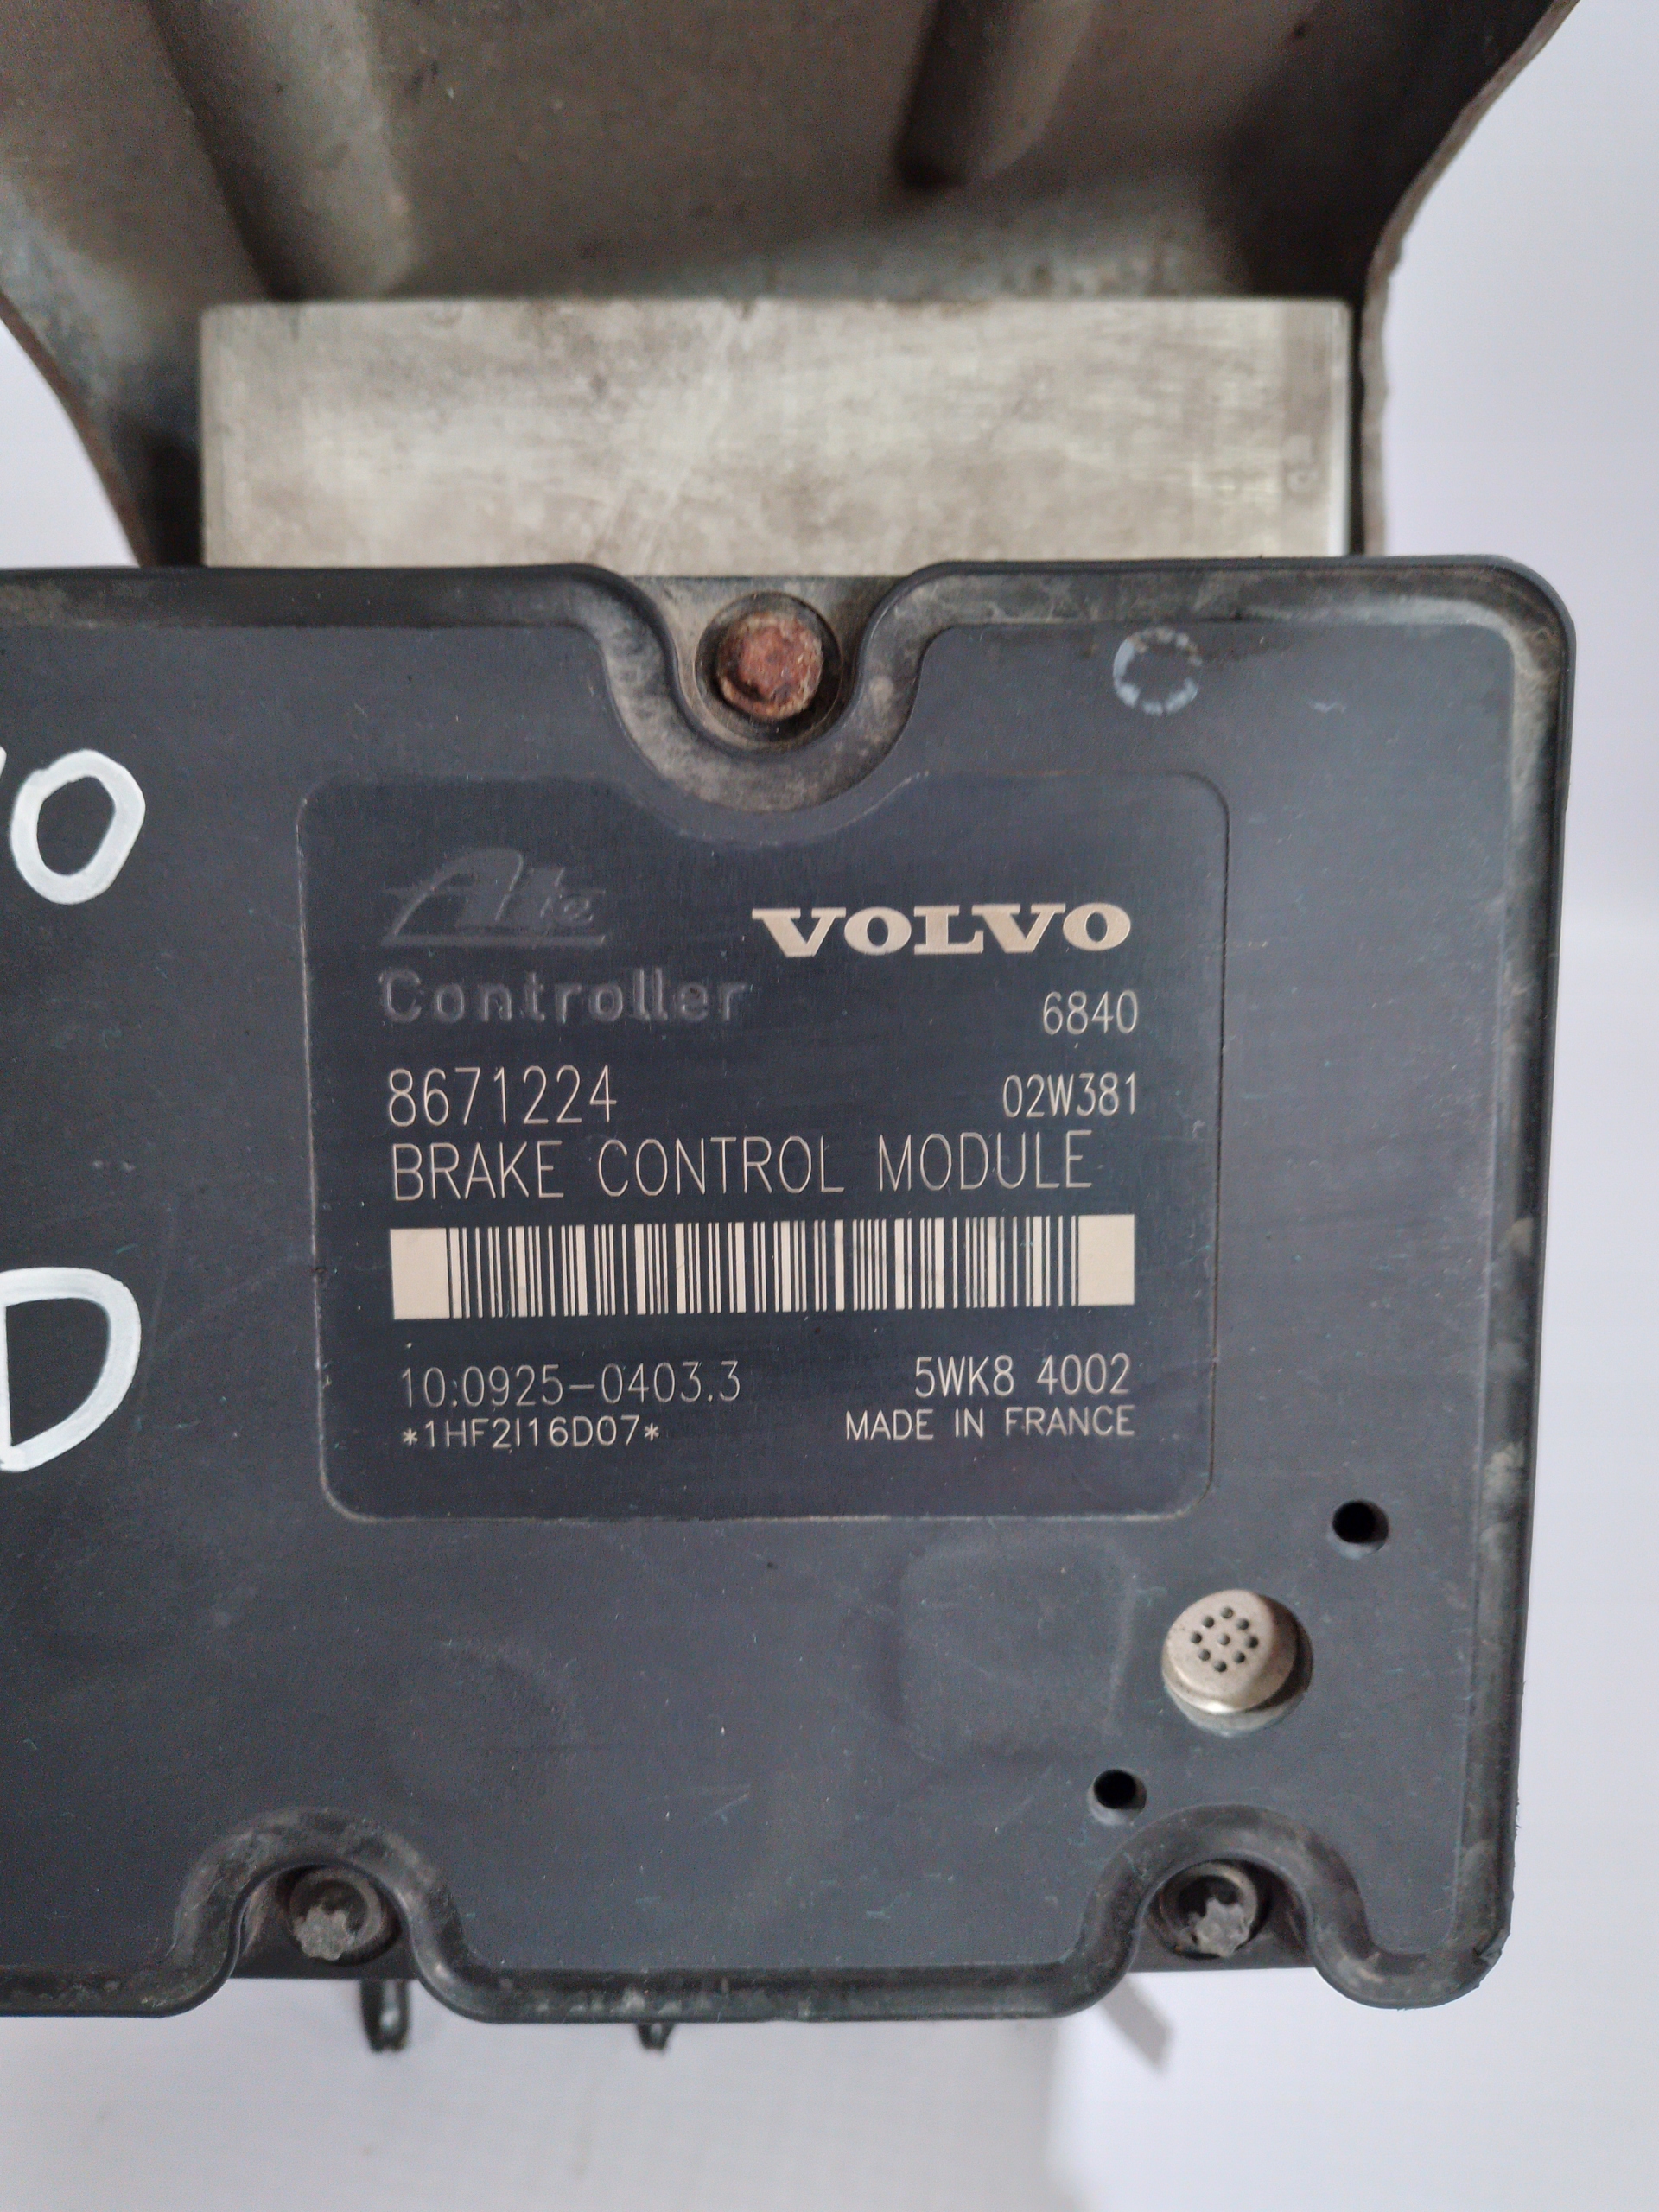 O
D
Ate
VOLVO
Controller
6840
8671224
02W381
BRAKE CONTROL MODULE
10.0925-0403.3
5WK8 4002
*1HF2I16D07*
MADE IN FRANCE